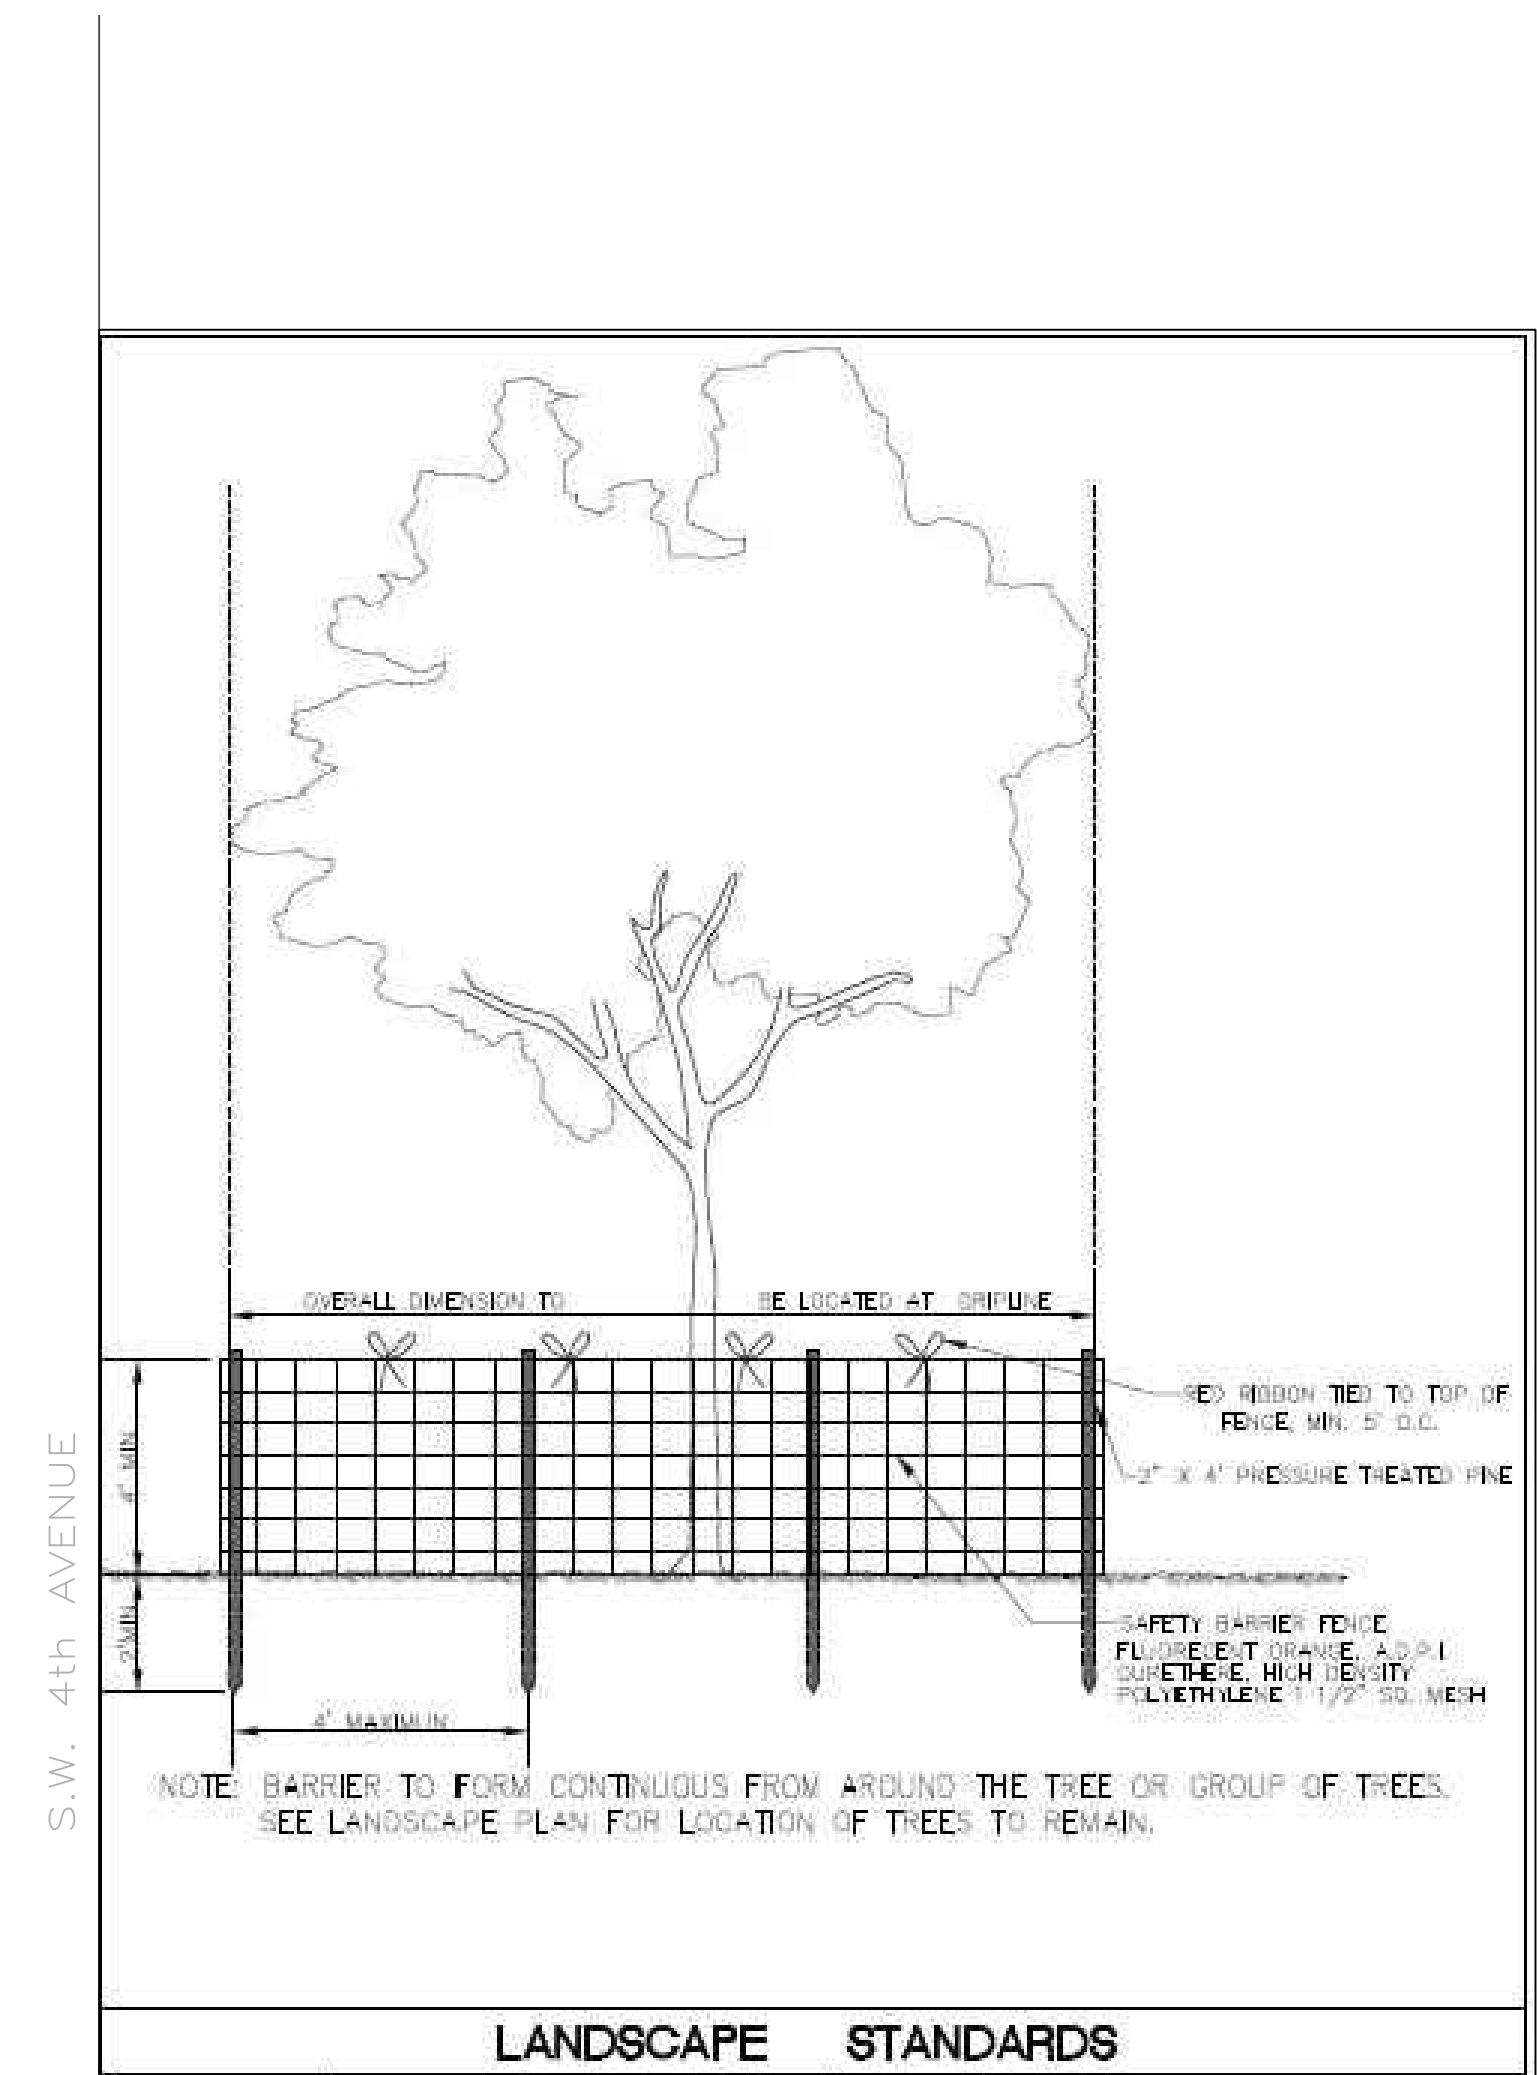 OVERALL DIMENSION TO BE LOCATED AT DRIPLINE
RED RIBBON TIED TO TOP OF
FENCE, MIN. 5' O.C.
2" X 4' PRESSURE TREATED PINE
4' MIN
2' MIN
SAFETY BARRIER FENCE
FLUORECENT ORANGE, A.D.P.I.
DURETHERE, HIGH DENSITY
POLYETHYLENE 1 1/2" SQ. MESH
4' MAXIMUN
NOTE: BARRIER TO FORM CONTINUOUS FROM AROUND THE TREE OR GROUP OF TREES.
SEE LANDSCAPE PLAN FOR LOCATION OF TREES TO REMAIN.
S.W. 4th AVENUE
LANDSCAPE STANDARDS